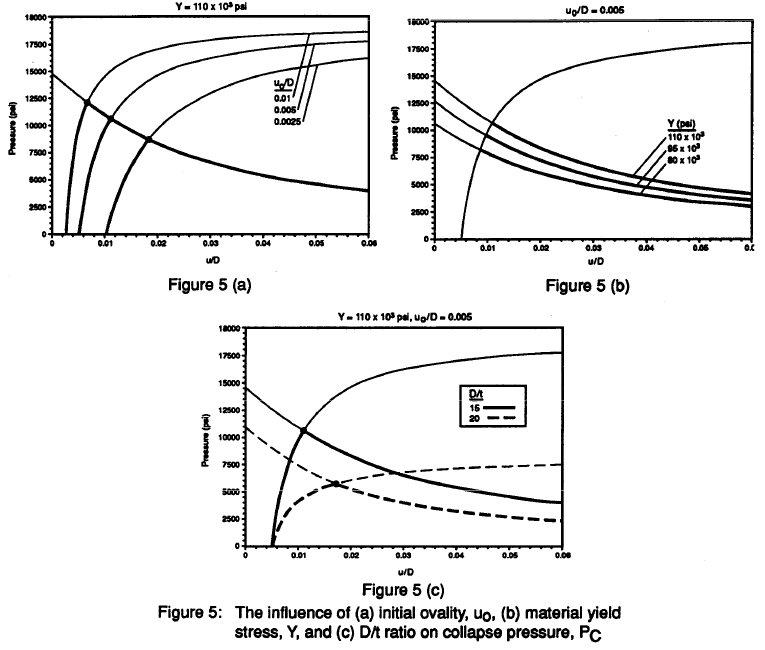 Y = 110 x 10³ psi
18000
17500
15000
12500
10000
7500
5000
2500
0
Pressure (psi)
u₀/D
0.01
0.005
0.0025
0
0.01
0.02
0.03
0.04
0.05
0.06
u/D
Figure 5 (a)
u₀/D = 0.005
18000
17500
15000
12500
10000
7500
5000
2500
0
Pressure (psi)
Y (psi)
110 x 10³
95 x 10³
80 x 10³
0
0.01
0.02
0.03
0.04
0.05
u/D
Figure 5 (b)
Y = 110 x 10³ psi, u₀/D = 0.005
18000
17500
15000
12500
10000
7500
5000
2500
0
Pressure (psi)
D/t
15
20
0
0.01
0.02
0.03
0.04
0.05
0.06
u/D
Figure 5 (c)
Figure 5: The influence of (a) initial ovality, u₀, (b) material yield
stress, Y, and (c) D/t ratio on collapse pressure, PC